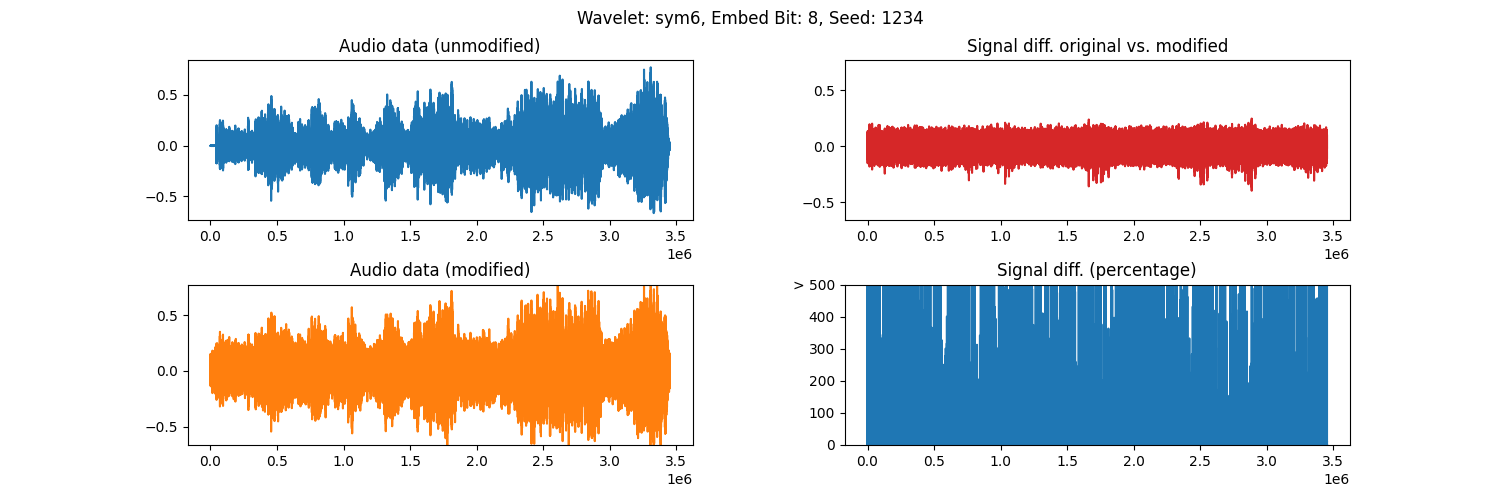 Wavelet: sym6, Embed Bit: 8, Seed: 1234
Audio data (unmodified)
0.5
0.0
−0.5
0.0 0.5 1.0 1.5 2.0 2.5 3.0 3.5
1e6
Signal diff. original vs. modified
0.5
0.0
−0.5
0.0 0.5 1.0 1.5 2.0 2.5 3.0 3.5
1e6
Audio data (modified)
0.5
0.0
−0.5
0.0 0.5 1.0 1.5 2.0 2.5 3.0 3.5
1e6
Signal diff. (percentage)
> 500
400
300
200
100
0
0.0 0.5 1.0 1.5 2.0 2.5 3.0 3.5
1e6